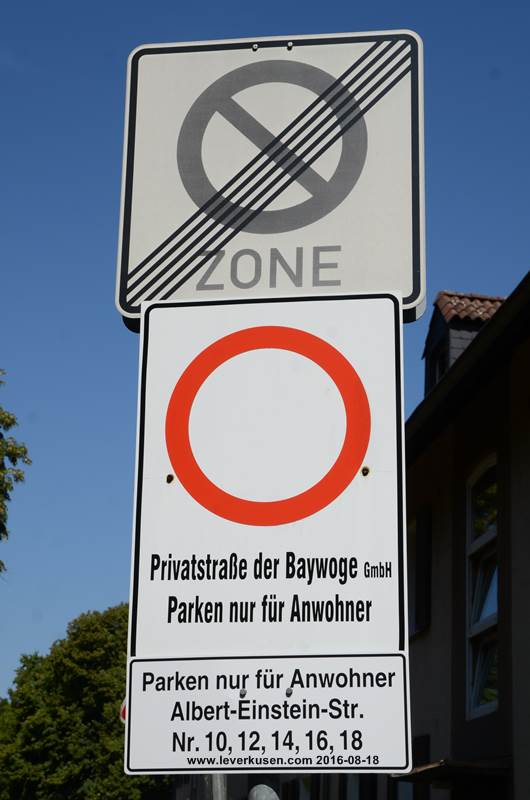 ZONE
Privatstraße der Baywoge GmbH
Parken nur für Anwohner
Parken nur für Anwohner
Albert-Einstein-Str.
Nr. 10, 12, 14, 16, 18
www.leverkusen.com 2016-08-18